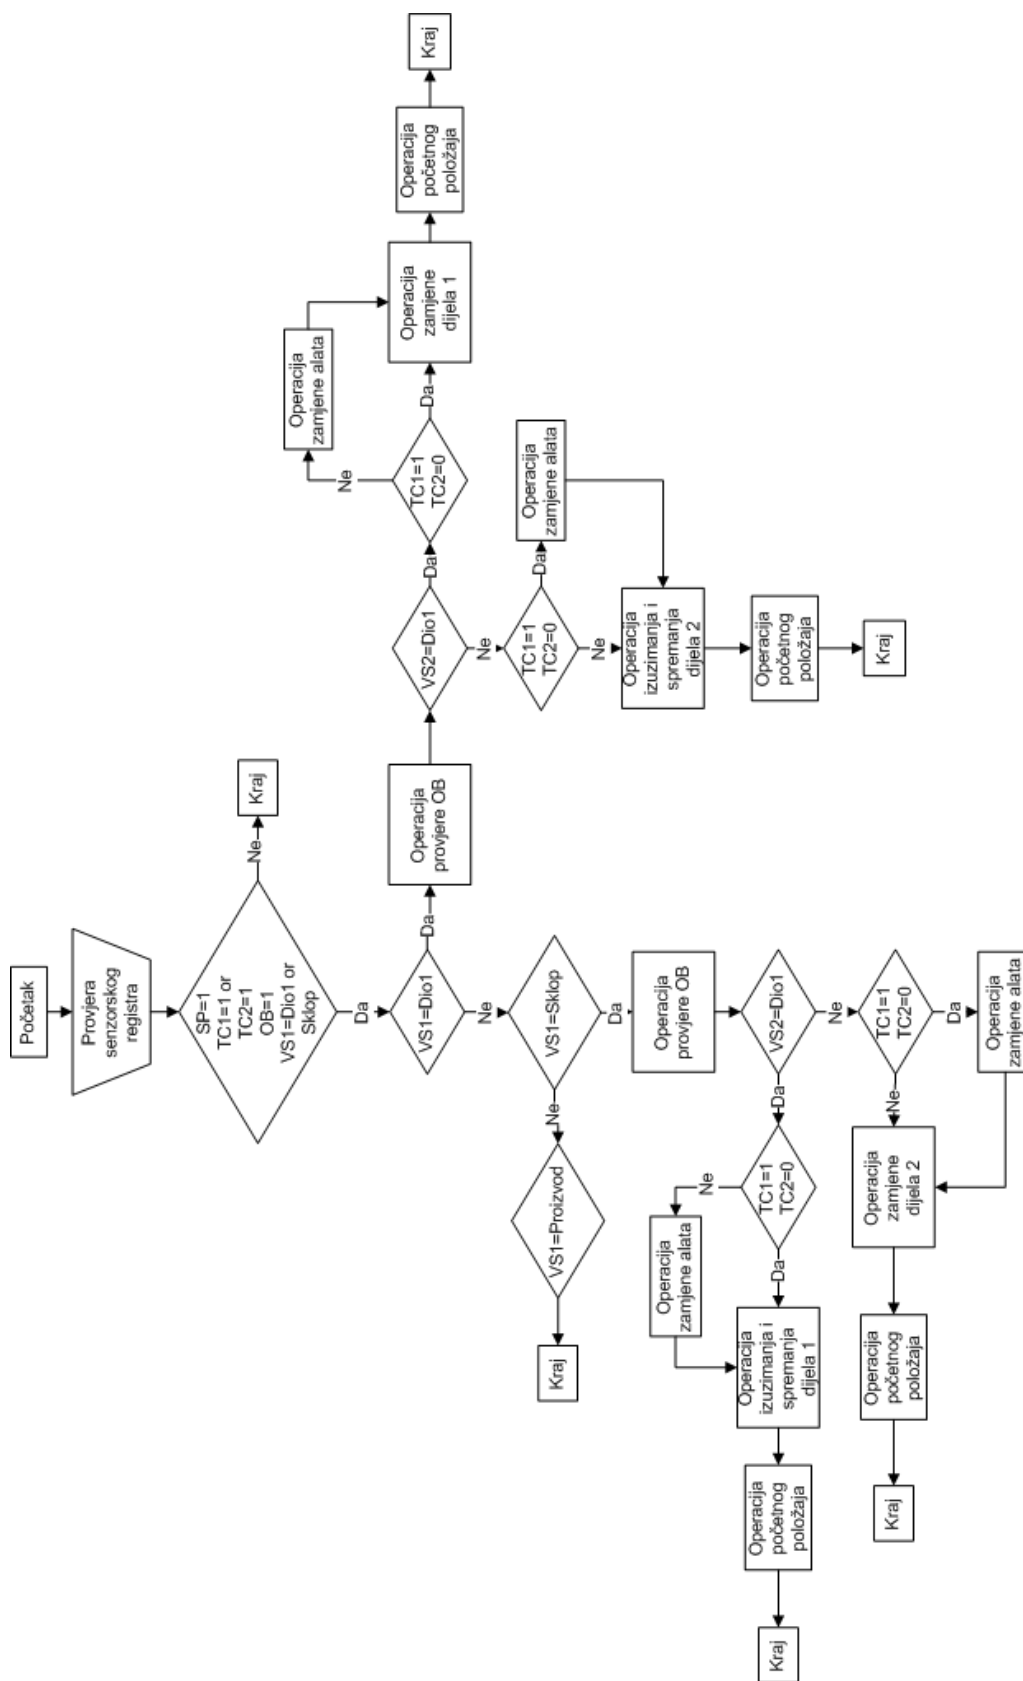 Početak
Provjera
senzorskog
registra
SP=1
TC1=1 or
TC2=1
OB=1
VS1=Dio1 or
Sklop
Ne
Kraj
Da
VS1=Dio1
Da
Operacija
provjere OB
VS2=Dio1
Da
TC1=1
TC2=0
Ne
Operacija
zamjene alata
Da
Operacija
zamjene
dijela 1
Operacija
početnog
položaja
Kraj
Ne
TC1=1
TC2=0
Da
Operacija
zamjene alata
Ne
Operacija
izuzimanja i
spremanja
dijela 2
Operacija
početnog
položaja
Kraj
Ne
VS1=Sklop
Ne
VS1=Proizvod
Kraj
Da
Operacija
provjere OB
VS2=Dio1
Da
TC1=1
TC2=0
Ne
Operacija
zamjene alata
Da
Operacija
izuzimanja i
spremanja
dijela 1
Operacija
početnog
položaja
Kraj
Ne
TC1=1
TC2=0
Da
Operacija
zamjene alata
Ne
Operacija
zamjene
dijela 2
Operacija
početnog
položaja
Kraj